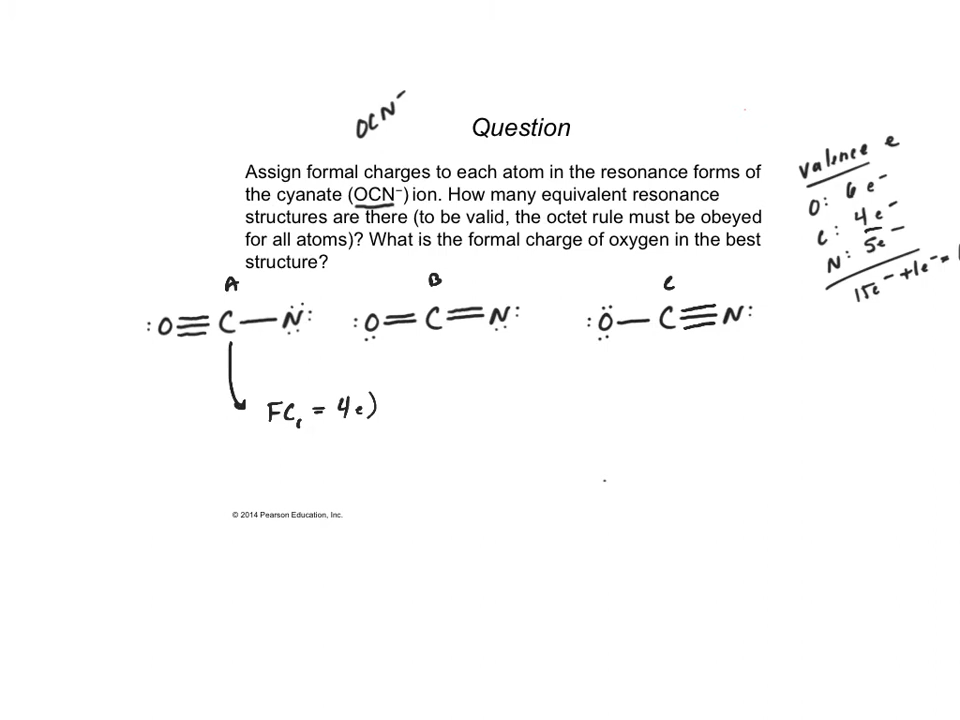 OCN⁻
Question
Assign formal charges to each atom in the resonance forms of
the cyanate (OCN⁻) ion. How many equivalent resonance
structures are there (to be valid, the octet rule must be obeyed
for all atoms)? What is the formal charge of oxygen in the best
structure?
valence e
O: 6e⁻
C: 4e⁻
N: 5e⁻
15e⁻ + 1e⁻ =
A B C
:O≡C—N: :O=C=N: :O—C≡N:
FC, = 4e)
© 2014 Pearson Education, Inc.